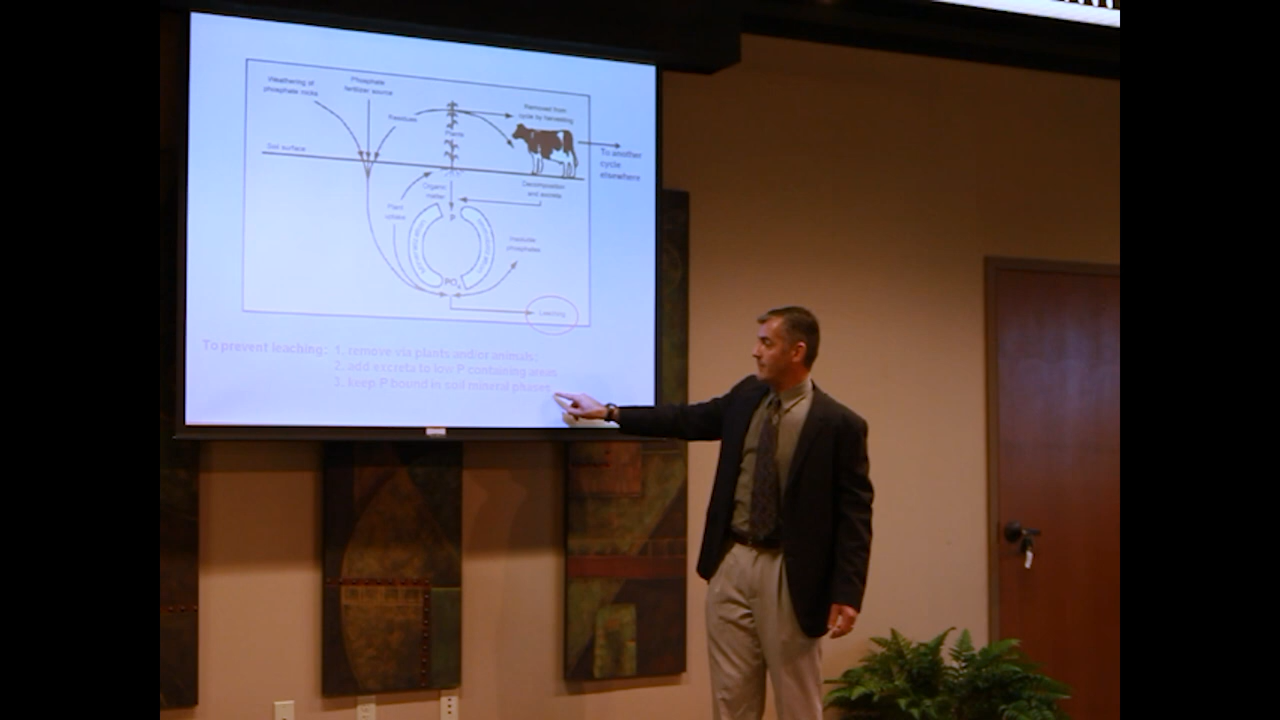 Weathering of
phosphate rocks
Phosphate
fertilizer source
Residues
Plants
Removed from
cycle by harvesting
Soil surface
To another
cycle
elsewhere
Organic
matter
Decomposition
and excreta
Plant
uptake
P
Insoluble
phosphates
PO₄
Leaching
To prevent leaching: 1. remove via plants and/or animals;
2. add excreta to low P containing areas
3. keep P bound in soil mineral phases